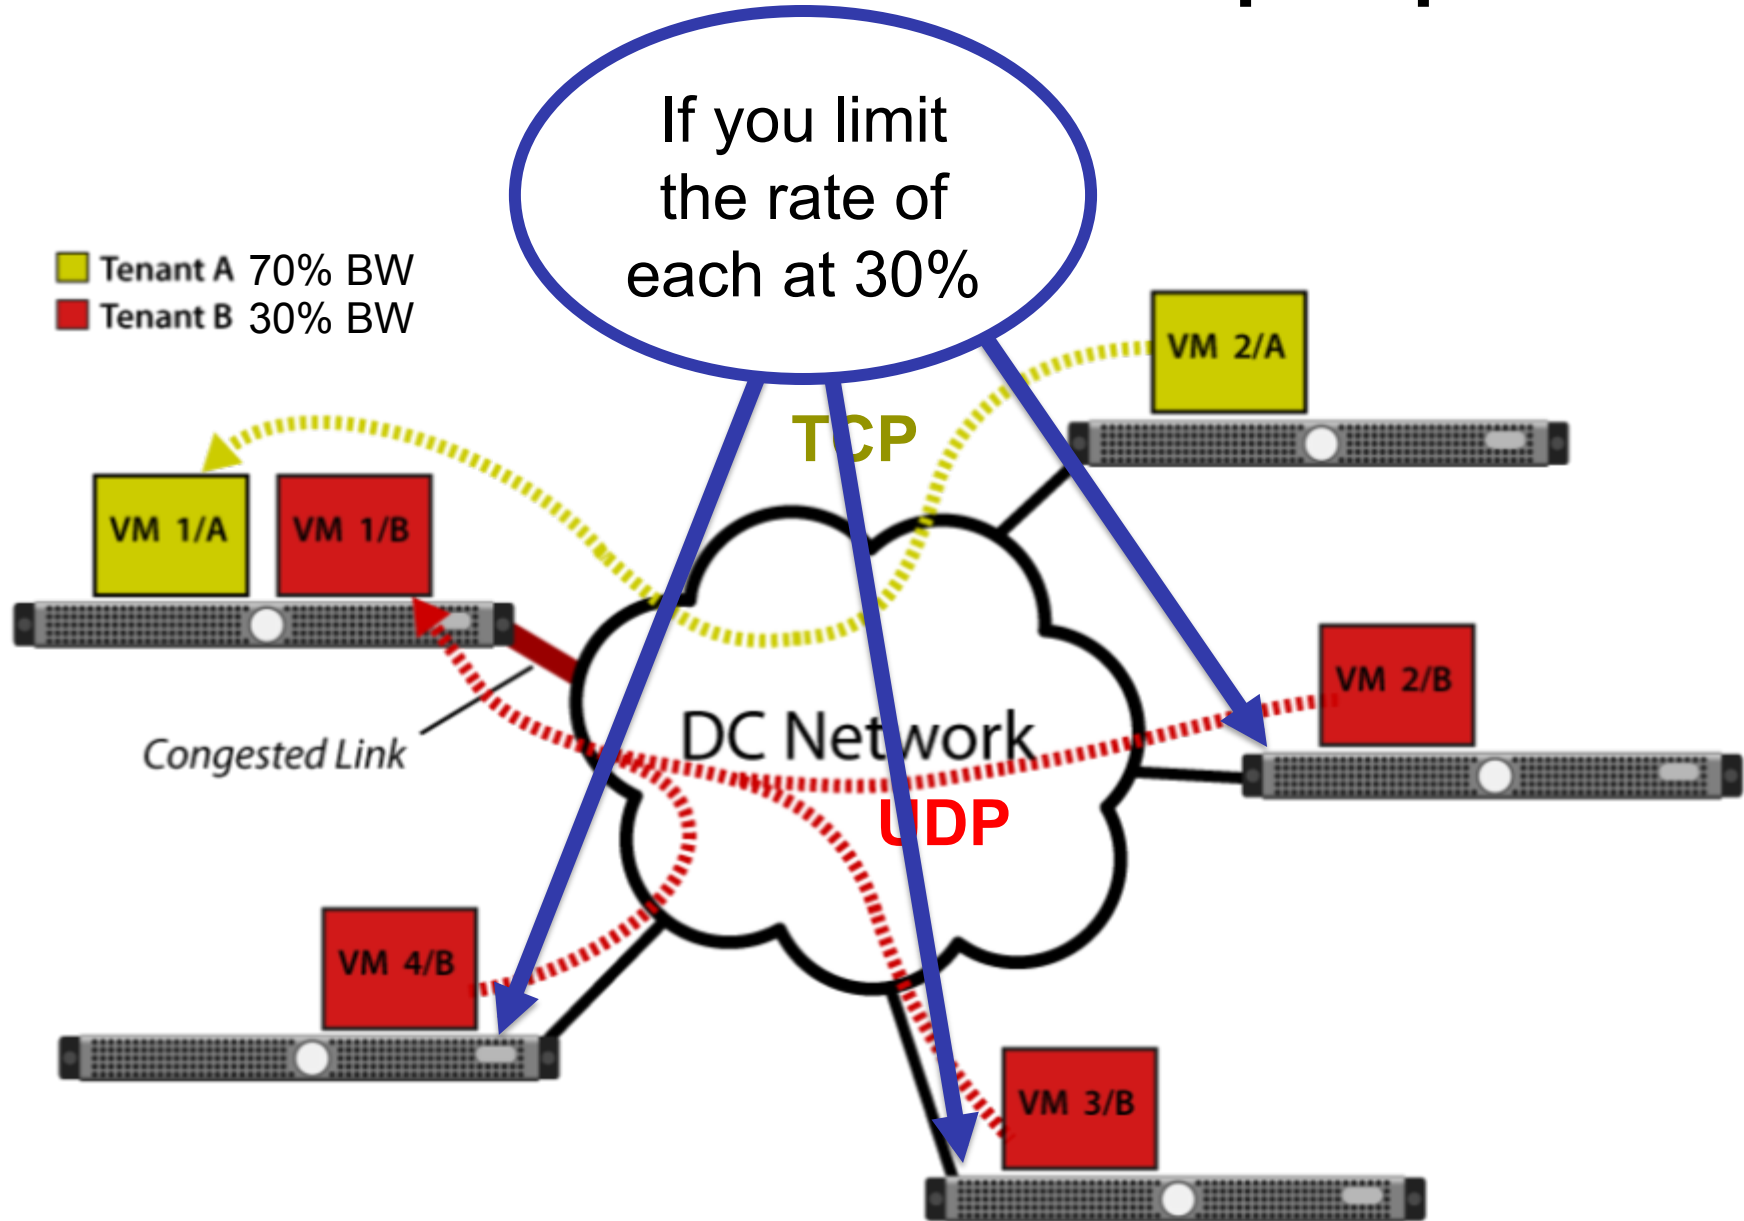 If you limit
the rate of
each at 30%
Tenant A 70% BW
Tenant B 30% BW
VM 2/A
TCP
VM 1/A
VM 1/B
VM 2/B
DC Network
Congested Link
UDP
VM 4/B
VM 3/B